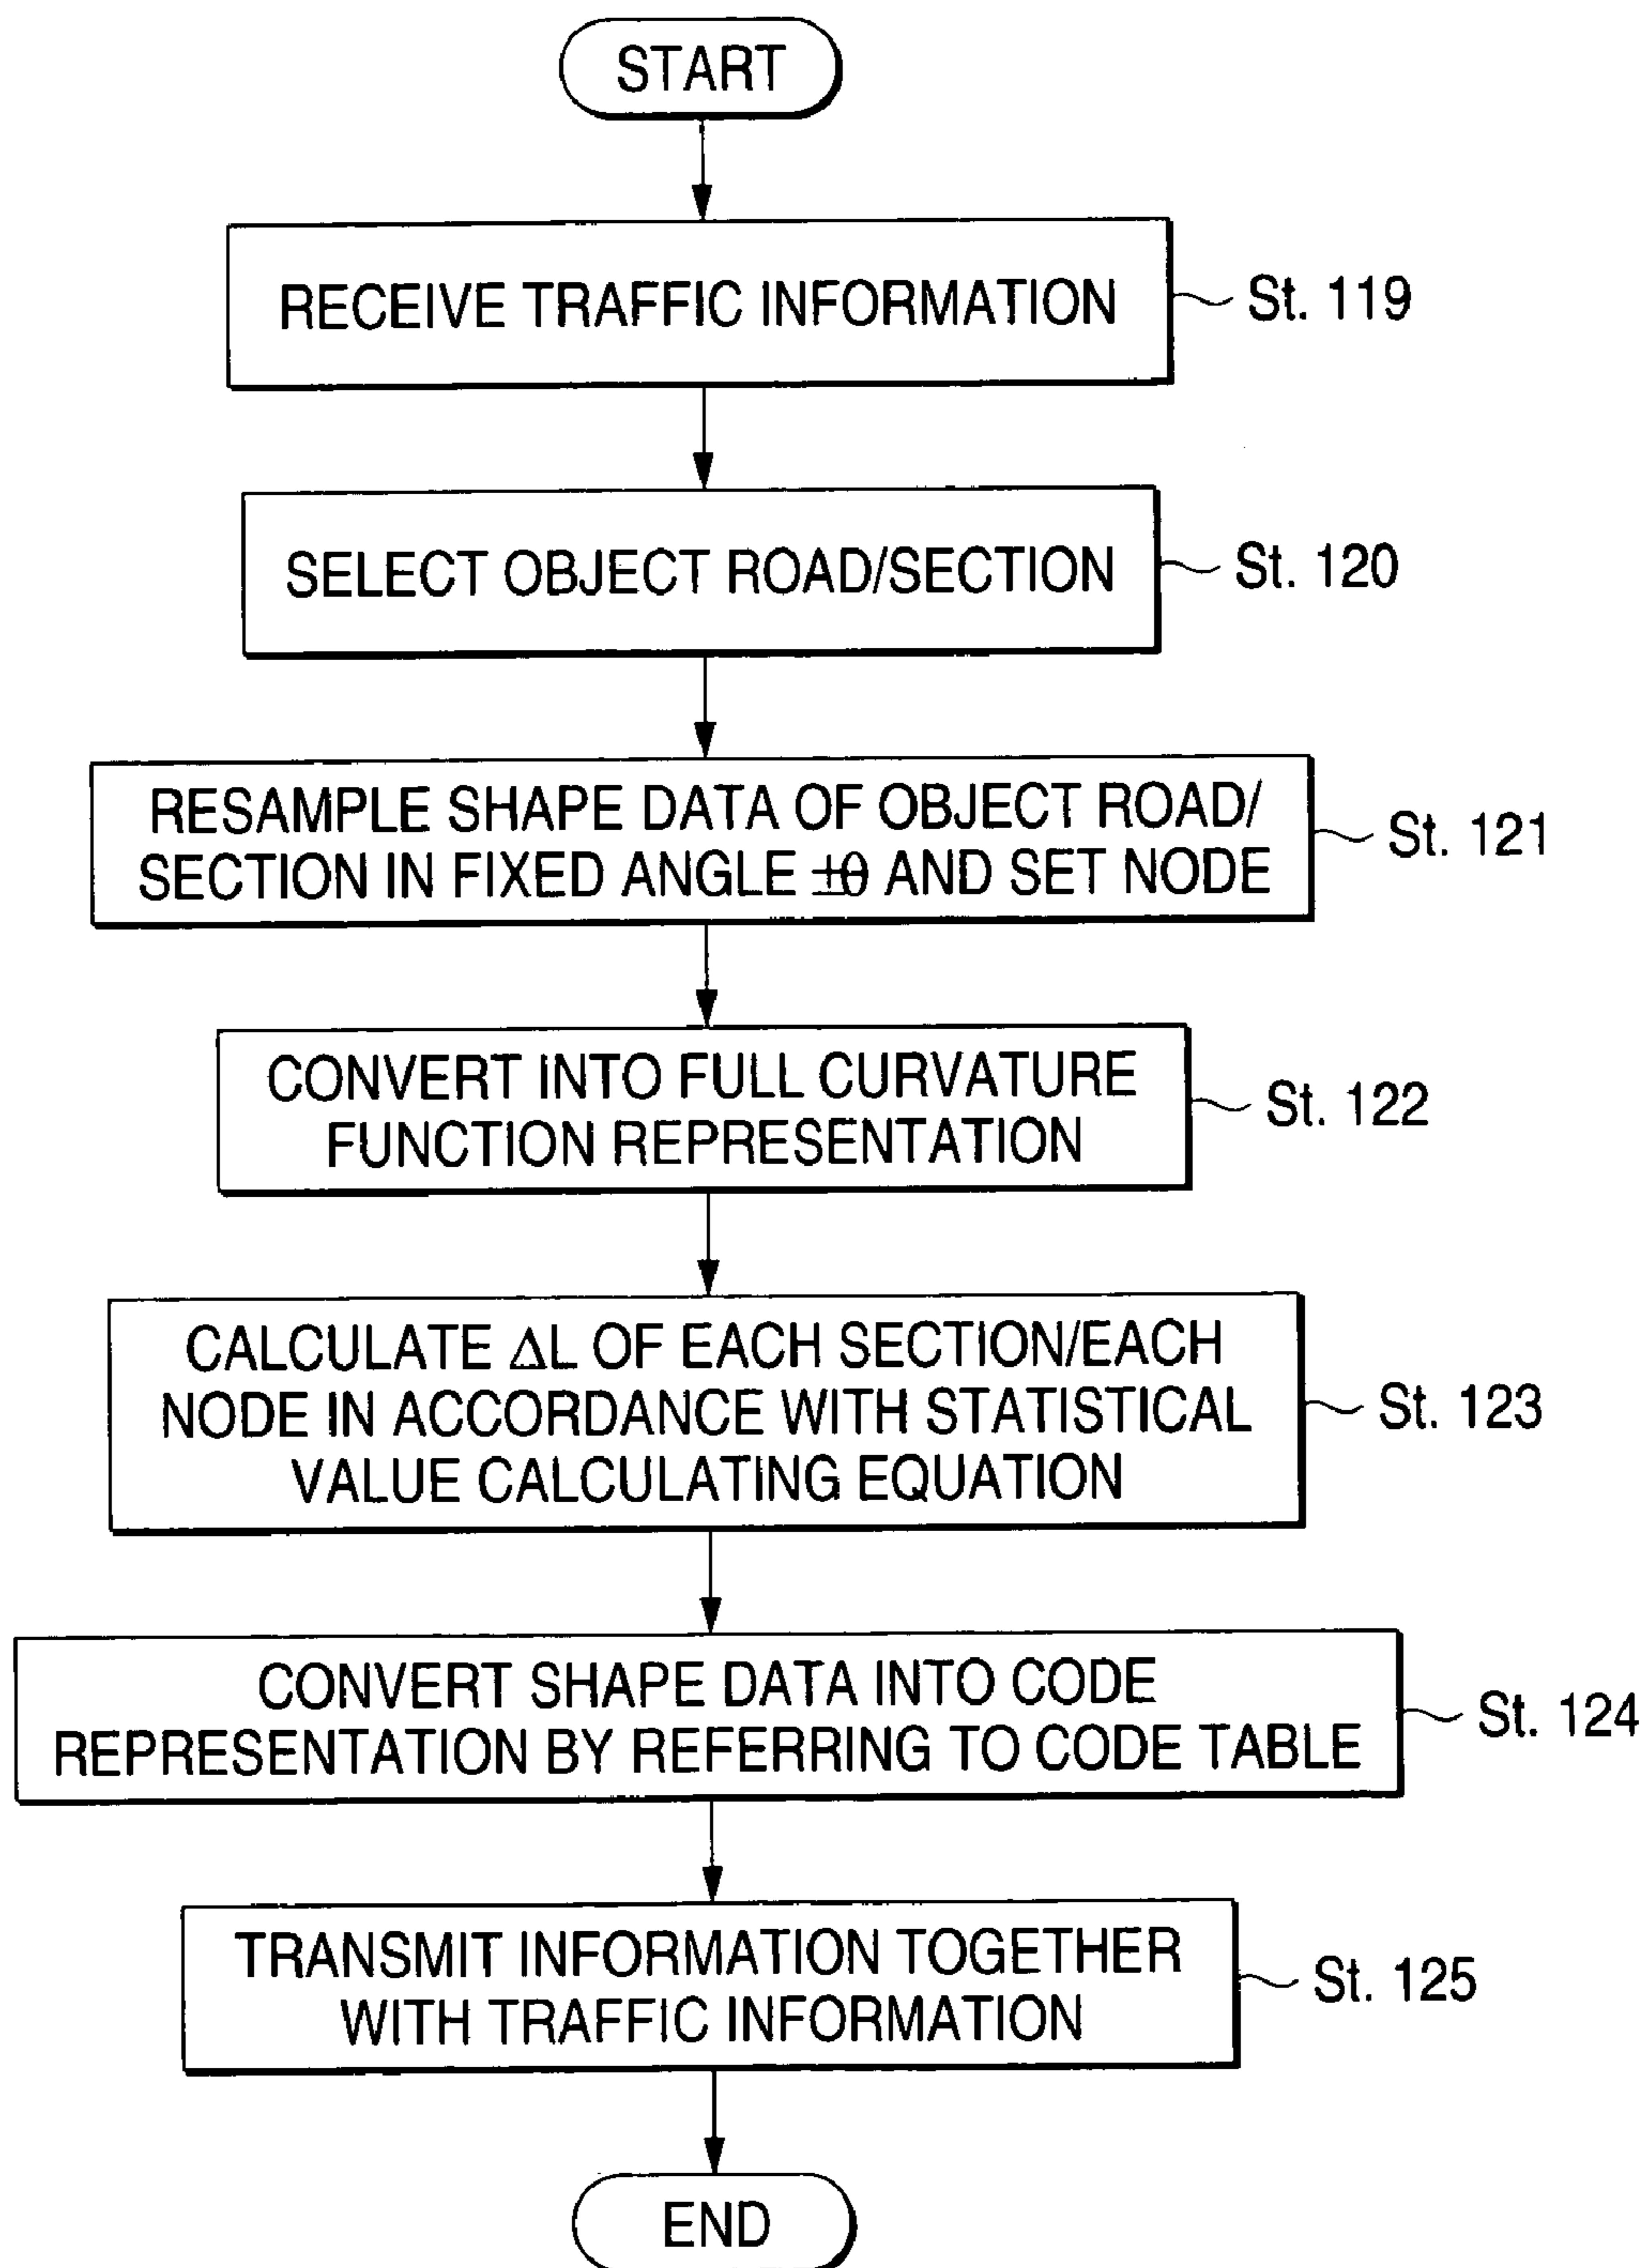 START
RECEIVE TRAFFIC INFORMATION
St. 119
SELECT OBJECT ROAD/SECTION
St. 120
RESAMPLE SHAPE DATA OF OBJECT ROAD/
SECTION IN FIXED ANGLE ±θ AND SET NODE
St. 121
CONVERT INTO FULL CURVATURE
FUNCTION REPRESENTATION
St. 122
CALCULATE ΔL OF EACH SECTION/EACH
NODE IN ACCORDANCE WITH STATISTICAL
VALUE CALCULATING EQUATION
St. 123
CONVERT SHAPE DATA INTO CODE
REPRESENTATION BY REFERRING TO CODE TABLE
St. 124
TRANSMIT INFORMATION TOGETHER
WITH TRAFFIC INFORMATION
St. 125
END